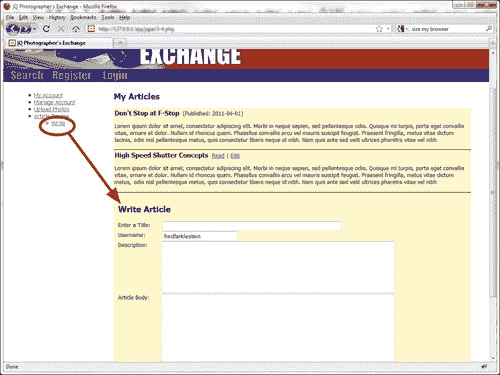 jQ Photographer's Exchange - Mozilla Firefox
File Edit View History Bookmarks Tools Help
size my browser
jQ Photographer's Exchange
EXCHANGE
Search Register Login
My Account
Manage Account
Upload Photos
Write
My Articles
Don't Stop at F-Stop (Published: 2011-04-01)
Lorem ipsum dolor sit amet, consectetur adipiscing elit. Morbi in neque sapien, sed ornare odio. Quisque mi turpis, porta eget convallis
vitae, ornare et dolor. Nullam id rhoncus quam. Phasellus convallis arcu vel mauris suscipit feugiat. Praesent fringilla, metus vitae dictum
lacinia, odio nisl pellentesque metus, quis consectetur libero neque id nibh. Nam quis ante sed velit ultrices pharetra vitae vel nibh
High Speed Shutter Concepts Read | Edit
Lorem ipsum dolor sit amet, consectetur adipiscing elit. Morbi in neque sapien, sed ornare odio. Quisque mi turpis, porta eget convallis
vitae, ornare et dolor. Nullam id rhoncus quam. Phasellus convallis arcu vel mauris suscipit feugiat. Praesent fringilla, metus vitae dictum
metus, odio nisl pellentesque metus, quis consectetur libero neque id nibh. Nam quis ante sed velit ultrices pharetra vitae vel nibh
Write Article
Enter a Title:
Username: fredfarklestein
Description:
Article Body:
Done